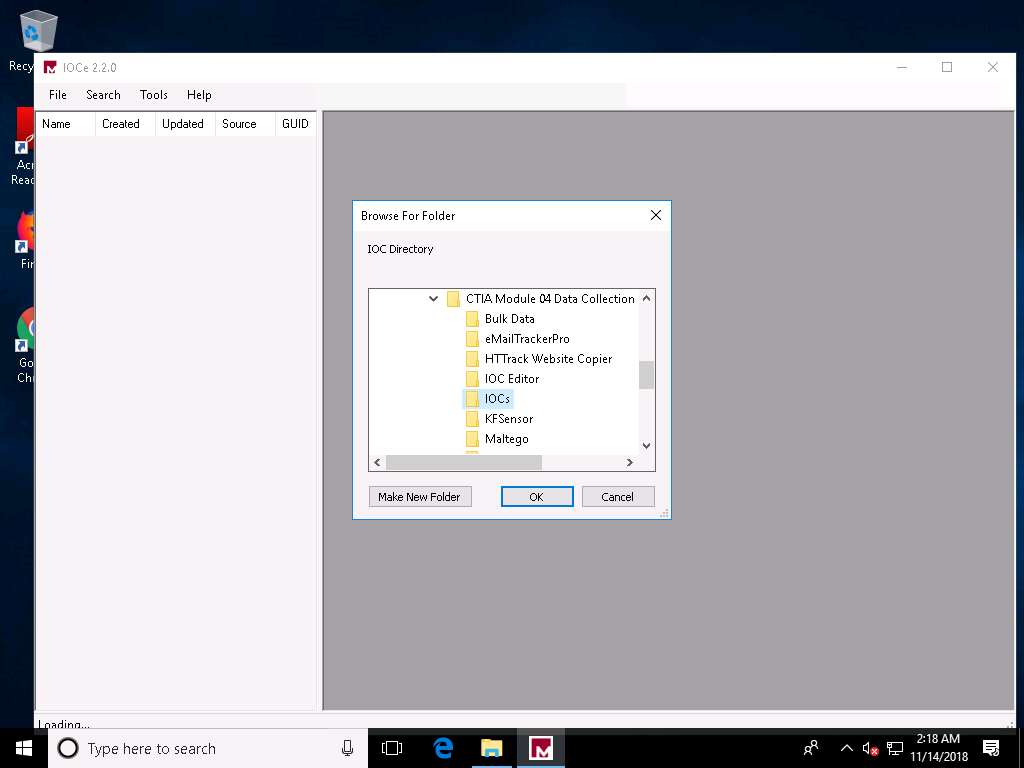 Recy
IOCe 2.2.0
File Search Tools Help
Name Created Updated Source GUID
Acr
Read
Fir
Go
Chr
Browse For Folder
IOC Directory
CTIA Module 04 Data Collection
Bulk Data
eMailTrackerPro
HTTrack Website Copier
IOC Editor
IOCs
KFSensor
Maltego
Make New Folder OK Cancel
Loading...
Type here to search
2:18 AM
11/14/2018